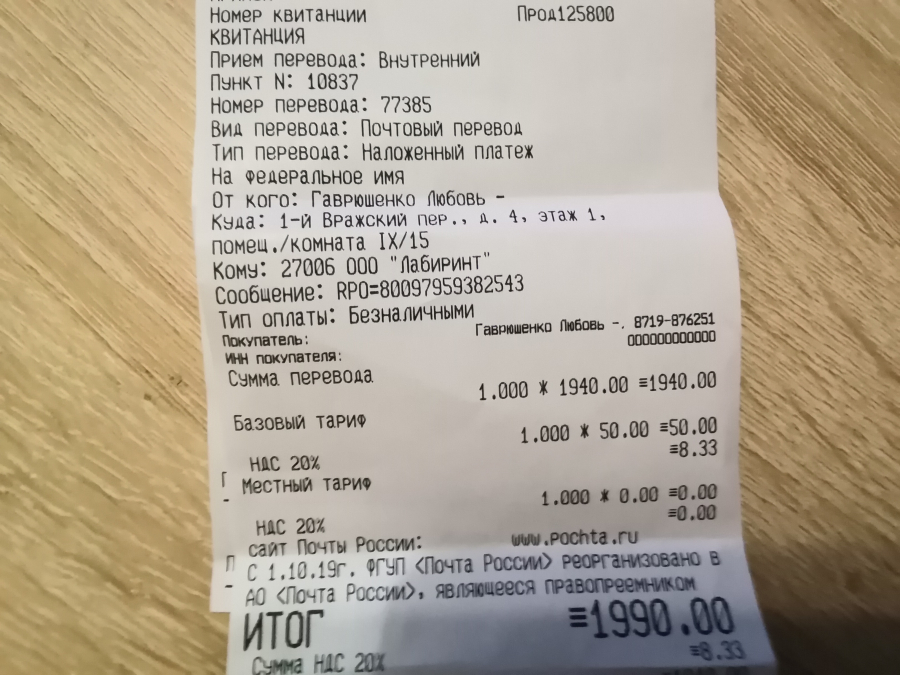 Номер квитанции Прод125800
КВИТАНЦИЯ
Прием перевода: Внутренний
Пункт N: 10837
Номер перевода: 77385
Вид перевода: Почтовый перевод
Тип перевода: Наложенный платеж
На федеральное имя
От кого: Гаврюшенко Любовь -
Куда: 1-й Вражский пер., д. 4, этаж 1,
помещ./комната IX/15
Кому: 27006 ООО "Лабиринт"
Сообщение: RPO=80097959382543
Тип оплаты: Безналичными
Покупатель: Гаврюшенко Любовь -. 8719-876251
ИНН покупателя: 000000000000
Сумма перевода
1.000 * 1940.00 ≡1940.00
Базовый тариф
1.000 * 50.00 ≡50.00
НДС 20% ≡8.33
Местный тариф
1.000 * 0.00 ≡0.00
НДС 20% ≡0.00
сайт Почты России: www.pochta.ru
С 1.10.19г. ФГУП <Почта России> реорганизовано в
АО <Почта России>, являющееся правопреемником
ИТОГ ≡1990.00
Сумма НДС 20% ≡8.33